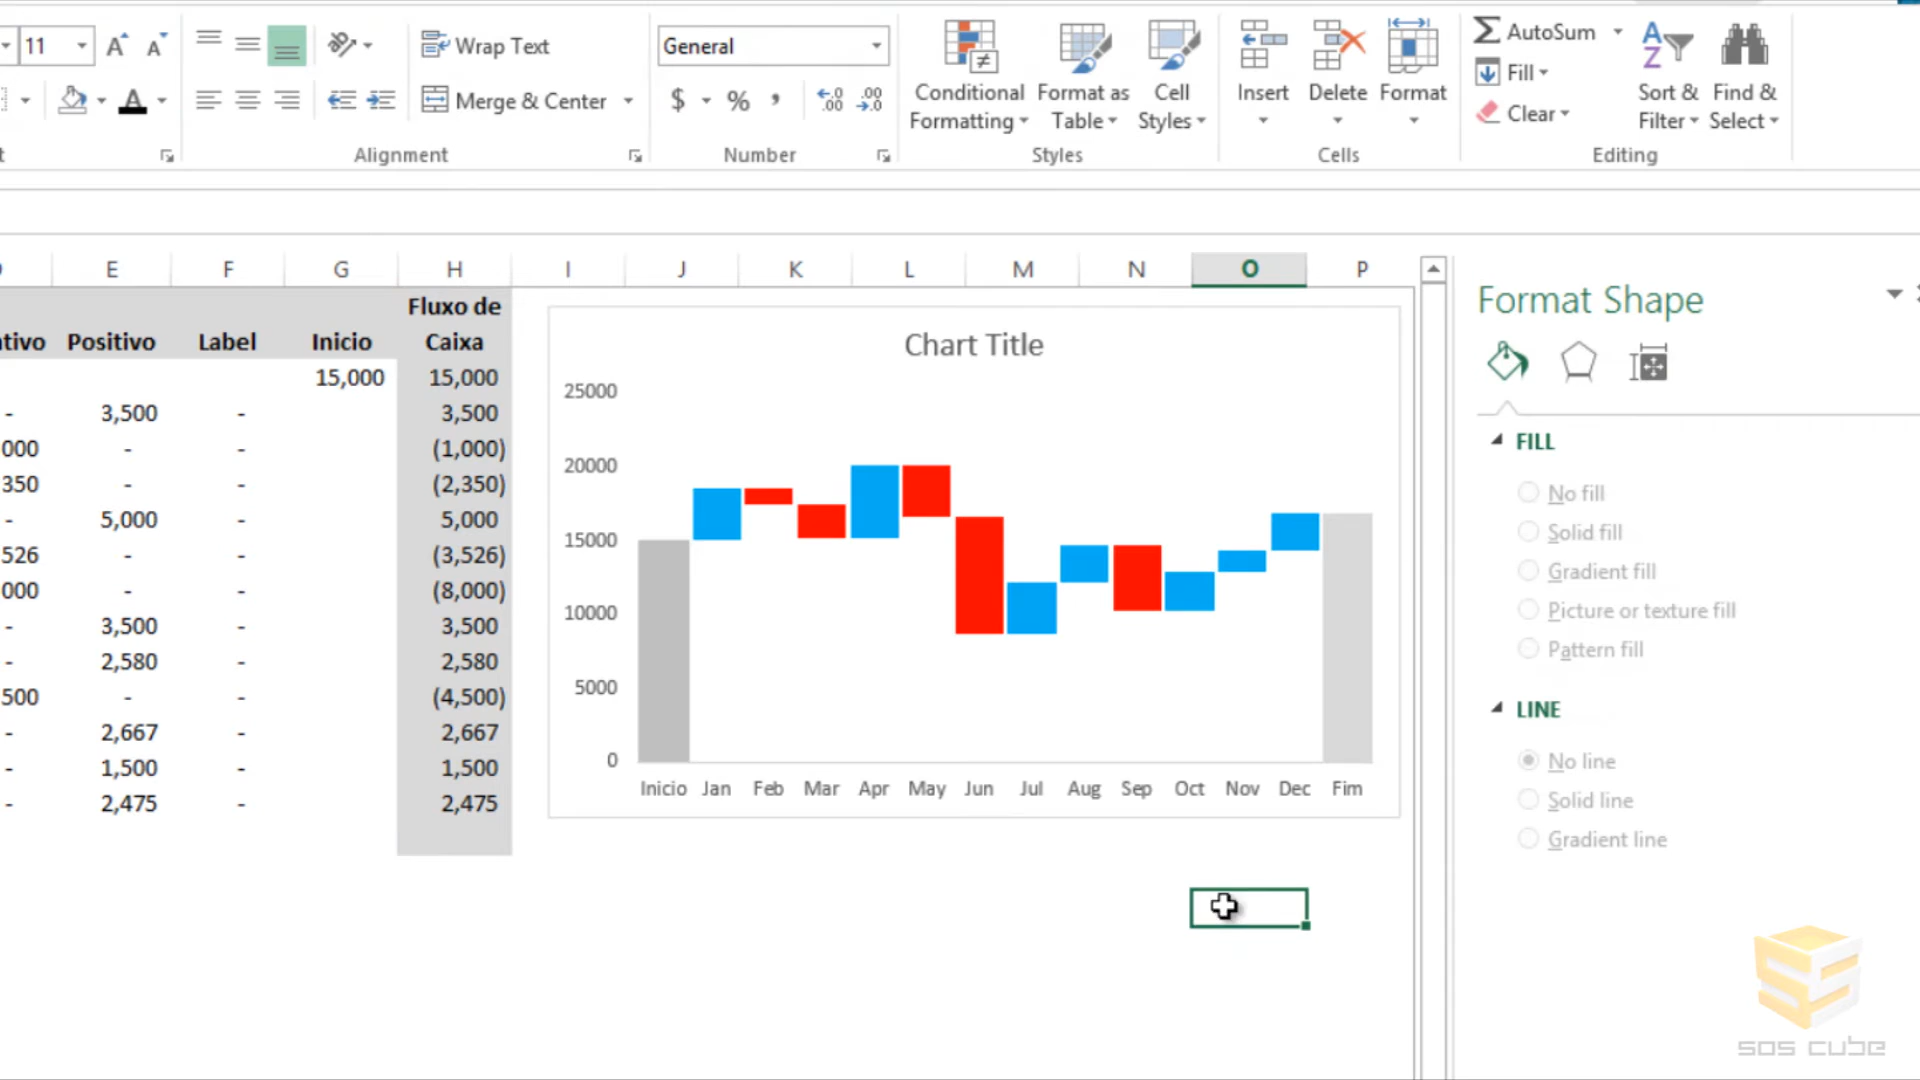 11
A
A
Wrap Text
General
Conditional
Formatting
Format as
Table
Cell
Styles
Insert
Delete
Format
AutoSum
Fill
Clear
Sort &
Filter
Find &
Select
A
Merge & Center
$ % ,
.00
.00
.0
Alignment
Number
Styles
Cells
Editing
E F G H I J K L M N O P
Fluxo de
Positivo Label Inicio Caixa
15,000 15,000
- 3,500 - 3,500
000 - - (1,000)
350 - - (2,350)
- 5,000 - 5,000
526 - - (3,526)
000 - - (8,000)
- 3,500 - 3,500
- 2,580 - 2,580
500 - - (4,500)
- 2,667 - 2,667
- 1,500 - 1,500
- 2,475 - 2,475
Chart Title
25000
20000
15000
10000
5000
0
Inicio Jan Feb Mar Apr May Jun Jul Aug Sep Oct Nov Dec Fim
Format Shape
FILL
No fill
Solid fill
Gradient fill
Picture or texture fill
Pattern fill
LINE
No line
Solid line
Gradient line
sos cube